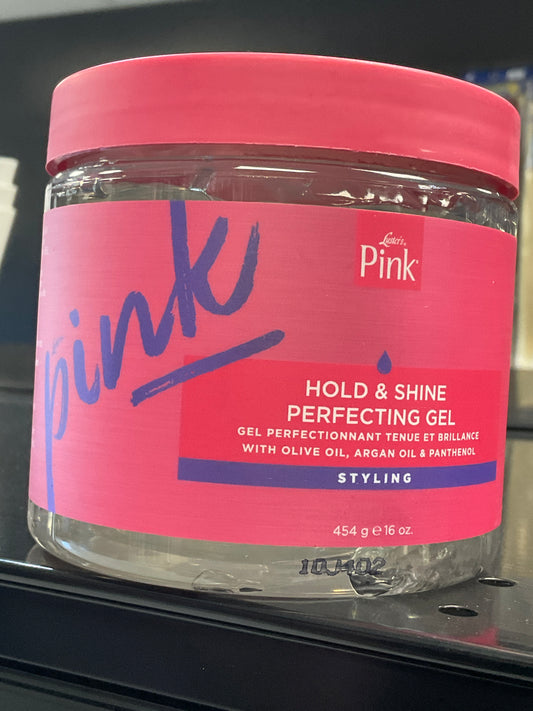 pink
Luster's
Pink
HOLD & SHINE
PERFECTING GEL
GEL PERFECTIONNANT TENUE ET BRILLANCE
WITH OLIVE OIL, ARGAN OIL & PANTHENOL
STYLING
454 g e 16 oz.
10J402